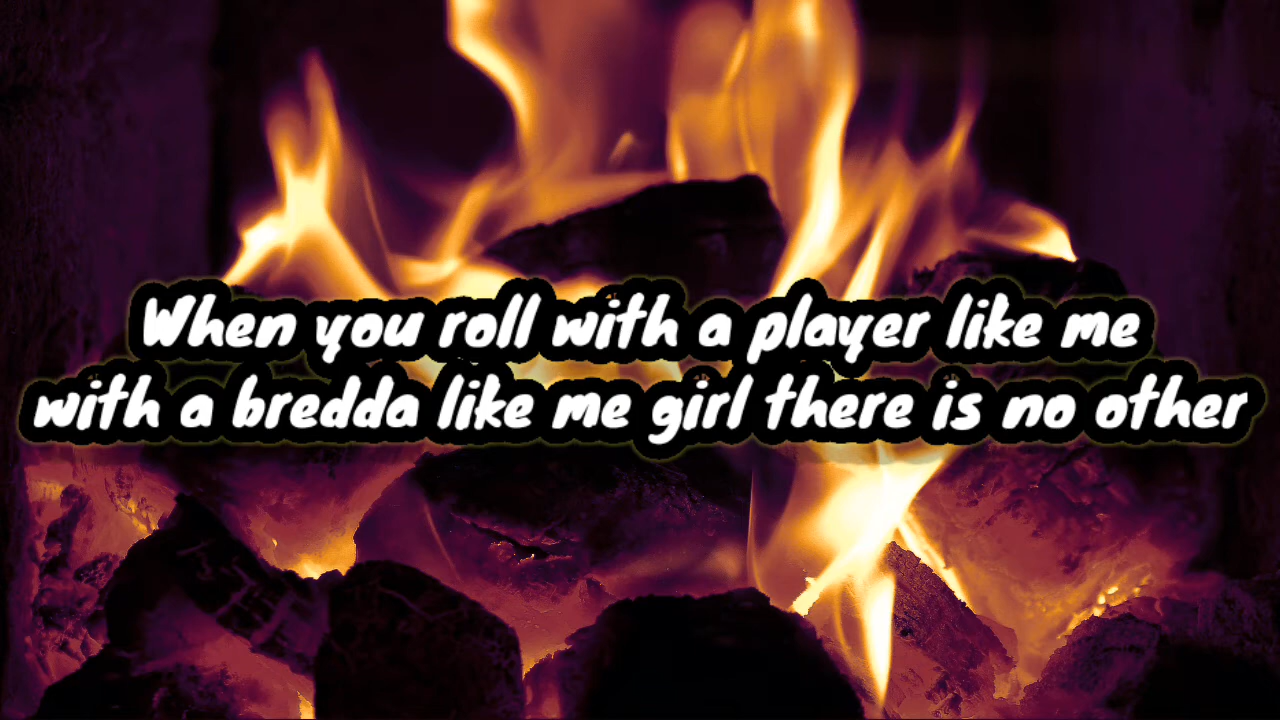 When you roll with a player like me
with a bredda like me girl there is no other